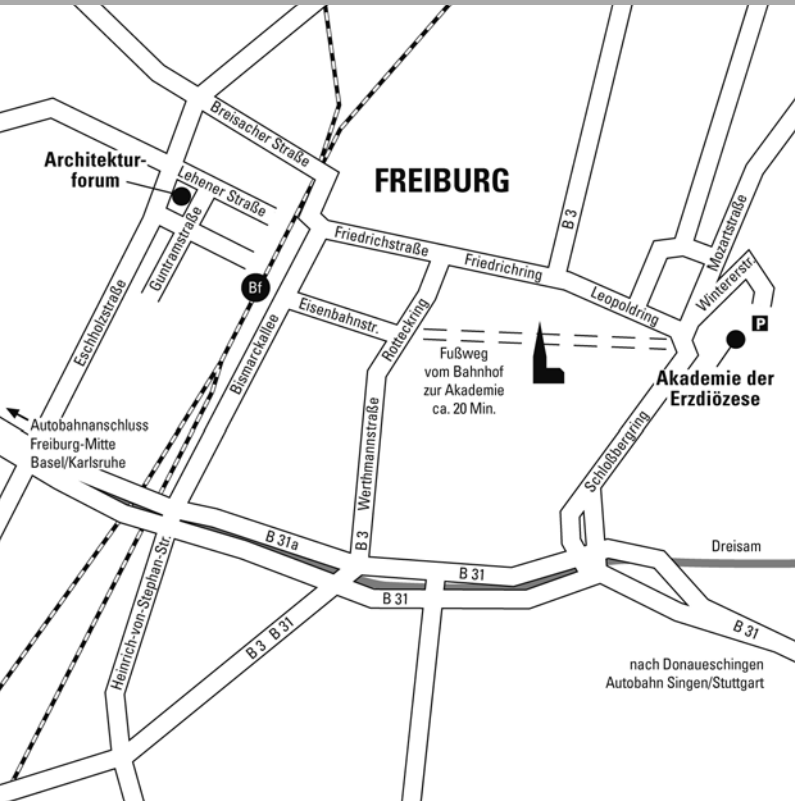 Breisacher Straße
Architektur-
forum
Lehener Straße
FREIBURG
B 3
Mozartstraße
Guntramstraße
Friedrichstraße
Friedrichring
Wintererstr.
Bf
Leopoldring
Eschholzstraße
Eisenbahnstr.
Rotteckring
P
Bismarckallee
Fußweg
vom Bahnhof
zur Akademie
ca. 20 Min.
Akademie der
Erzdiözese
Autobahnanschluss
Freiburg-Mitte
Basel/Karlsruhe
Werthmannstraße
Schloßbergring
B 31a
B 3
Dreisam
B 31
B 31
Heinrich-von-Stephan-Str.
B 3 B 31
B 31
nach Donaueschingen
Autobahn Singen/Stuttgart